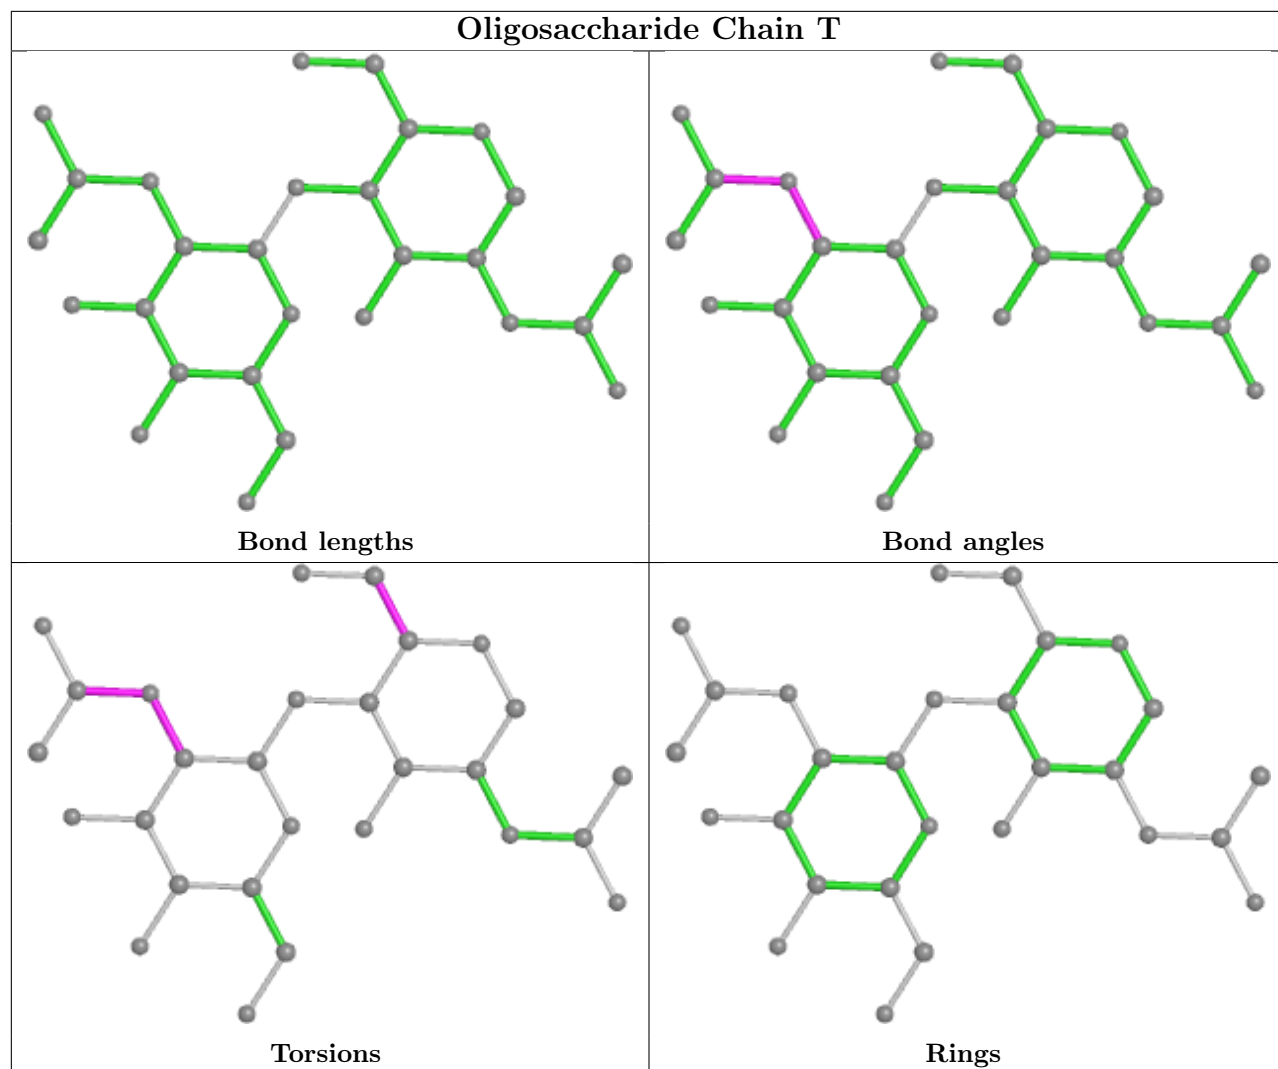 Oligosaccharide Chain T
Bond lengths
Bond angles
Torsions
Rings